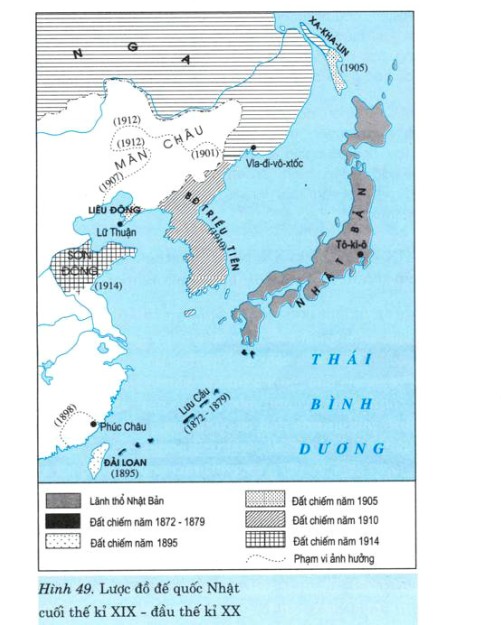 NGA
XA-KHA-LIN
(1905)
(1912)
(1912)
MÃN CHÂU
(1901)
(1907)
Vla-đi-vô-xtốc
LIÊU ĐÔNG
Lữ Thuận
BĐ TRIỀU TIÊN
(1910)
SƠN
ĐÔNG
(1914)
NHẬT BẢN
Tô-ki-ô
THÁI
BÌNH
DƯƠNG
Lưu Cầu
(1872 - 1879)
(1898)
Phúc Châu
ĐÀI LOAN
(1895)
Lãnh thổ Nhật Bản
Đất chiếm năm 1872 - 1879
Đất chiếm năm 1895
Đất chiếm năm 1905
Đất chiếm năm 1910
Đất chiếm năm 1914
Phạm vi ảnh hưởng
Hình 49. Lược đồ đế quốc Nhật
cuối thế kỉ XIX - đầu thế kỉ XX